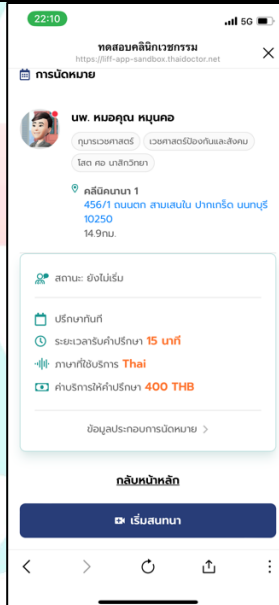 22:10
5G
ทดสอบคลินิกเวชกรรม
https://liff-app-sandbox.thaidoctor.net
การนัดหมาย
นพ. หมอคุณ หมุนคอ
กุมารเวชศาสตร์
เวชศาสตร์ป้องกันและสังคม
โสต ศอ นาสิกวิทยา
คลีนิคนานา 1
456/1 ถนนตก สามเสนใน ปากเกร็ด นนทบุรี
10250
14.9กม.
สถานะ: ยังไม่เริ่ม
ปรึกษาทันที
ระยะเวลารับคำปรึกษา 15 นาที
ภาษาที่ใช้บริการ Thai
ค่าบริการให้คำปรึกษา 400 THB
ข้อมูลประกอบการนัดหมาย
กลับหน้าหลัก
เริ่มสนทนา